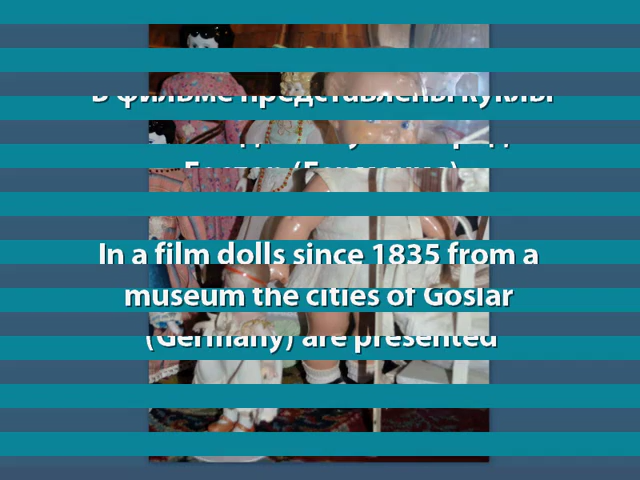 В фильме представлены куклы
Гослар (Германия)
In a film dolls since 1835 from a
museum the cities of Goslar
(Germany) are presented